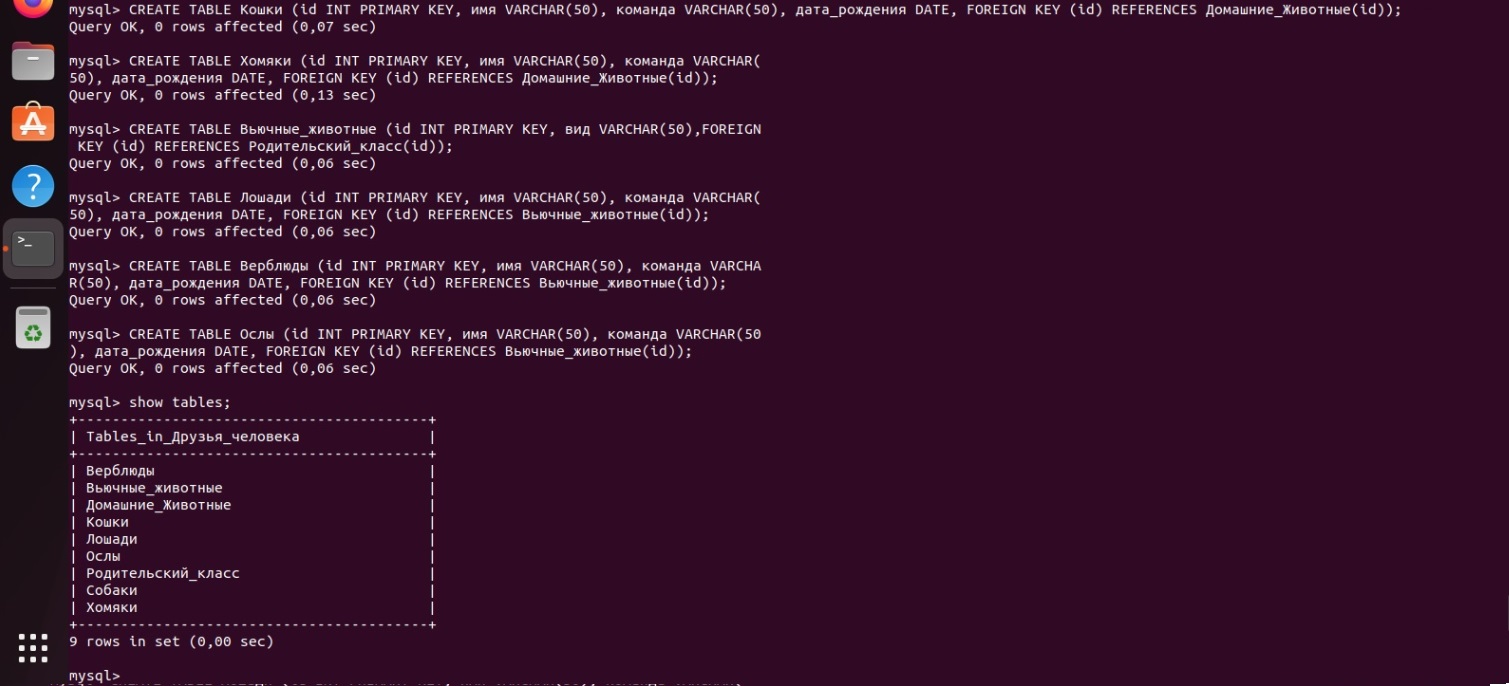 mysql> CREATE TABLE Кошки (id INT PRIMARY KEY, имя VARCHAR(50), команда VARCHAR(50), дата_рождения DATE, FOREIGN KEY (id) REFERENCES Домашние_Животные(id));
Query OK, 0 rows affected (0,07 sec)
mysql> CREATE TABLE Хомяки (id INT PRIMARY KEY, имя VARCHAR(50), команда VARCHAR(
50), дата_рождения DATE, FOREIGN KEY (id) REFERENCES Домашние_Животные(id));
Query OK, 0 rows affected (0,13 sec)
mysql> CREATE TABLE Вьючные_животные (id INT PRIMARY KEY, вид VARCHAR(50),FOREIGN
 KEY (id) REFERENCES Родительский_класс(id));
Query OK, 0 rows affected (0,06 sec)
mysql> CREATE TABLE Лошади (id INT PRIMARY KEY, имя VARCHAR(50), команда VARCHAR(
50), дата_рождения DATE, FOREIGN KEY (id) REFERENCES Вьючные_животные(id));
Query OK, 0 rows affected (0,06 sec)
mysql> CREATE TABLE Верблюды (id INT PRIMARY KEY, имя VARCHAR(50), команда VARCHA
R(50), дата_рождения DATE, FOREIGN KEY (id) REFERENCES Вьючные_животные(id));
Query OK, 0 rows affected (0,06 sec)
mysql> CREATE TABLE Ослы (id INT PRIMARY KEY, имя VARCHAR(50), команда VARCHAR(50
), дата_рождения DATE, FOREIGN KEY (id) REFERENCES Вьючные_животные(id));
Query OK, 0 rows affected (0,06 sec)
mysql> show tables;
+-----------------------------------------+
| Tables_in_Друзья_человека               |
+-----------------------------------------+
| Верблюды                                |
| Вьючные_животные                        |
| Домашние_Животные                       |
| Кошки                                   |
| Лошади                                  |
| Ослы                                    |
| Родительский_класс                      |
| Собаки                                  |
| Хомяки                                  |
+-----------------------------------------+
9 rows in set (0,00 sec)
mysql>